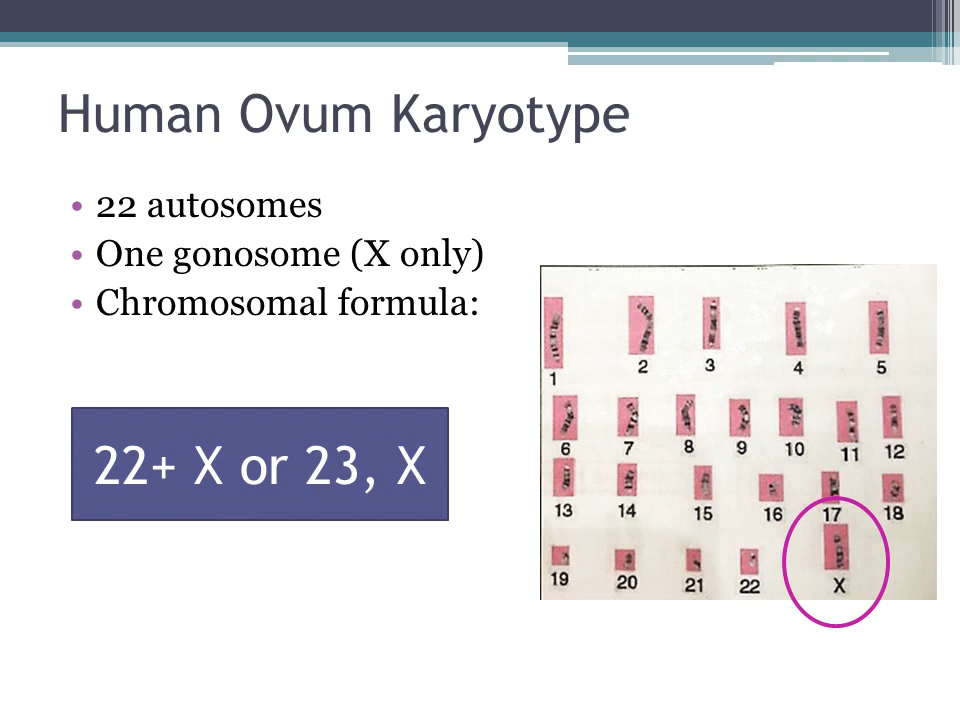 Human Ovum Karyotype
• 22 autosomes
• One gonosome (X only)
• Chromosomal formula:
22+ X or 23, X
1 2 3 4 5
6 7 8 9 10 11 12
13 14 15 16 17 18
19 20 21 22 X